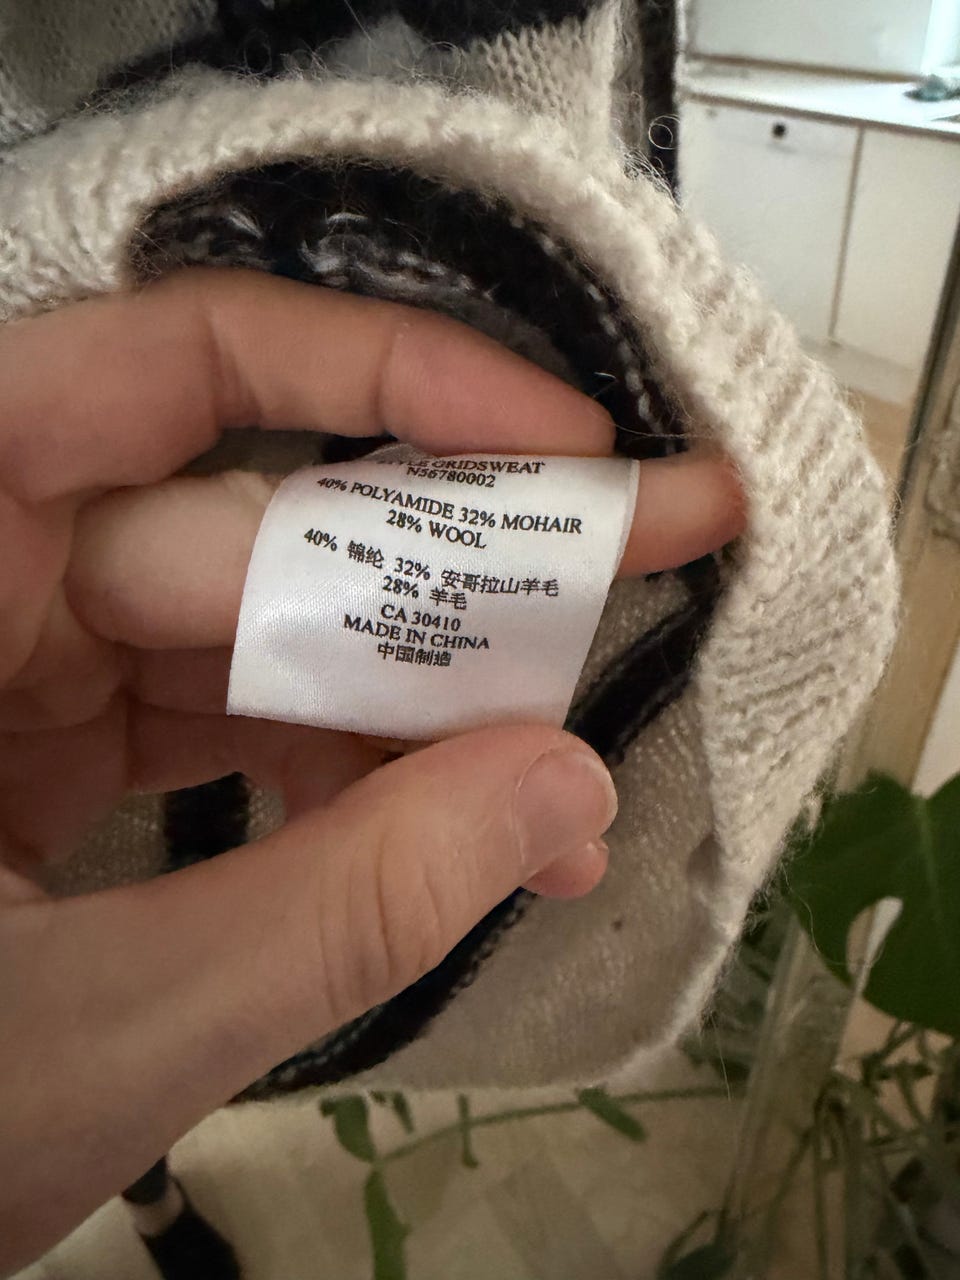 STYLE GRIDSWEAT
N56780002
40% POLYAMIDE 32% MOHAIR
28% WOOL
40% 锦纶 32% 安哥拉山羊毛
28% 羊毛
CA 30410
MADE IN CHINA
中国制造